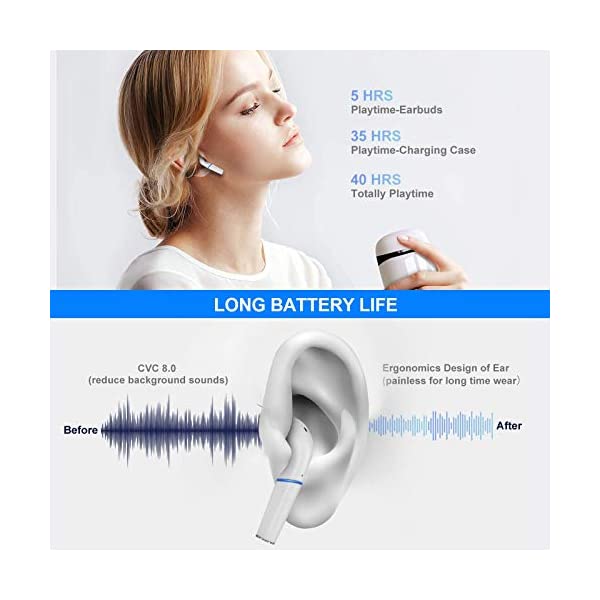 5 HRS
Playtime-Earbuds
35 HRS
Playtime-Charging Case
40 HRS
Totally Playtime
LONG BATTERY LIFE
CVC 8.0
(reduce background sounds)
Ergonomics Design of Ear
(painless for long time wear)
Before
After